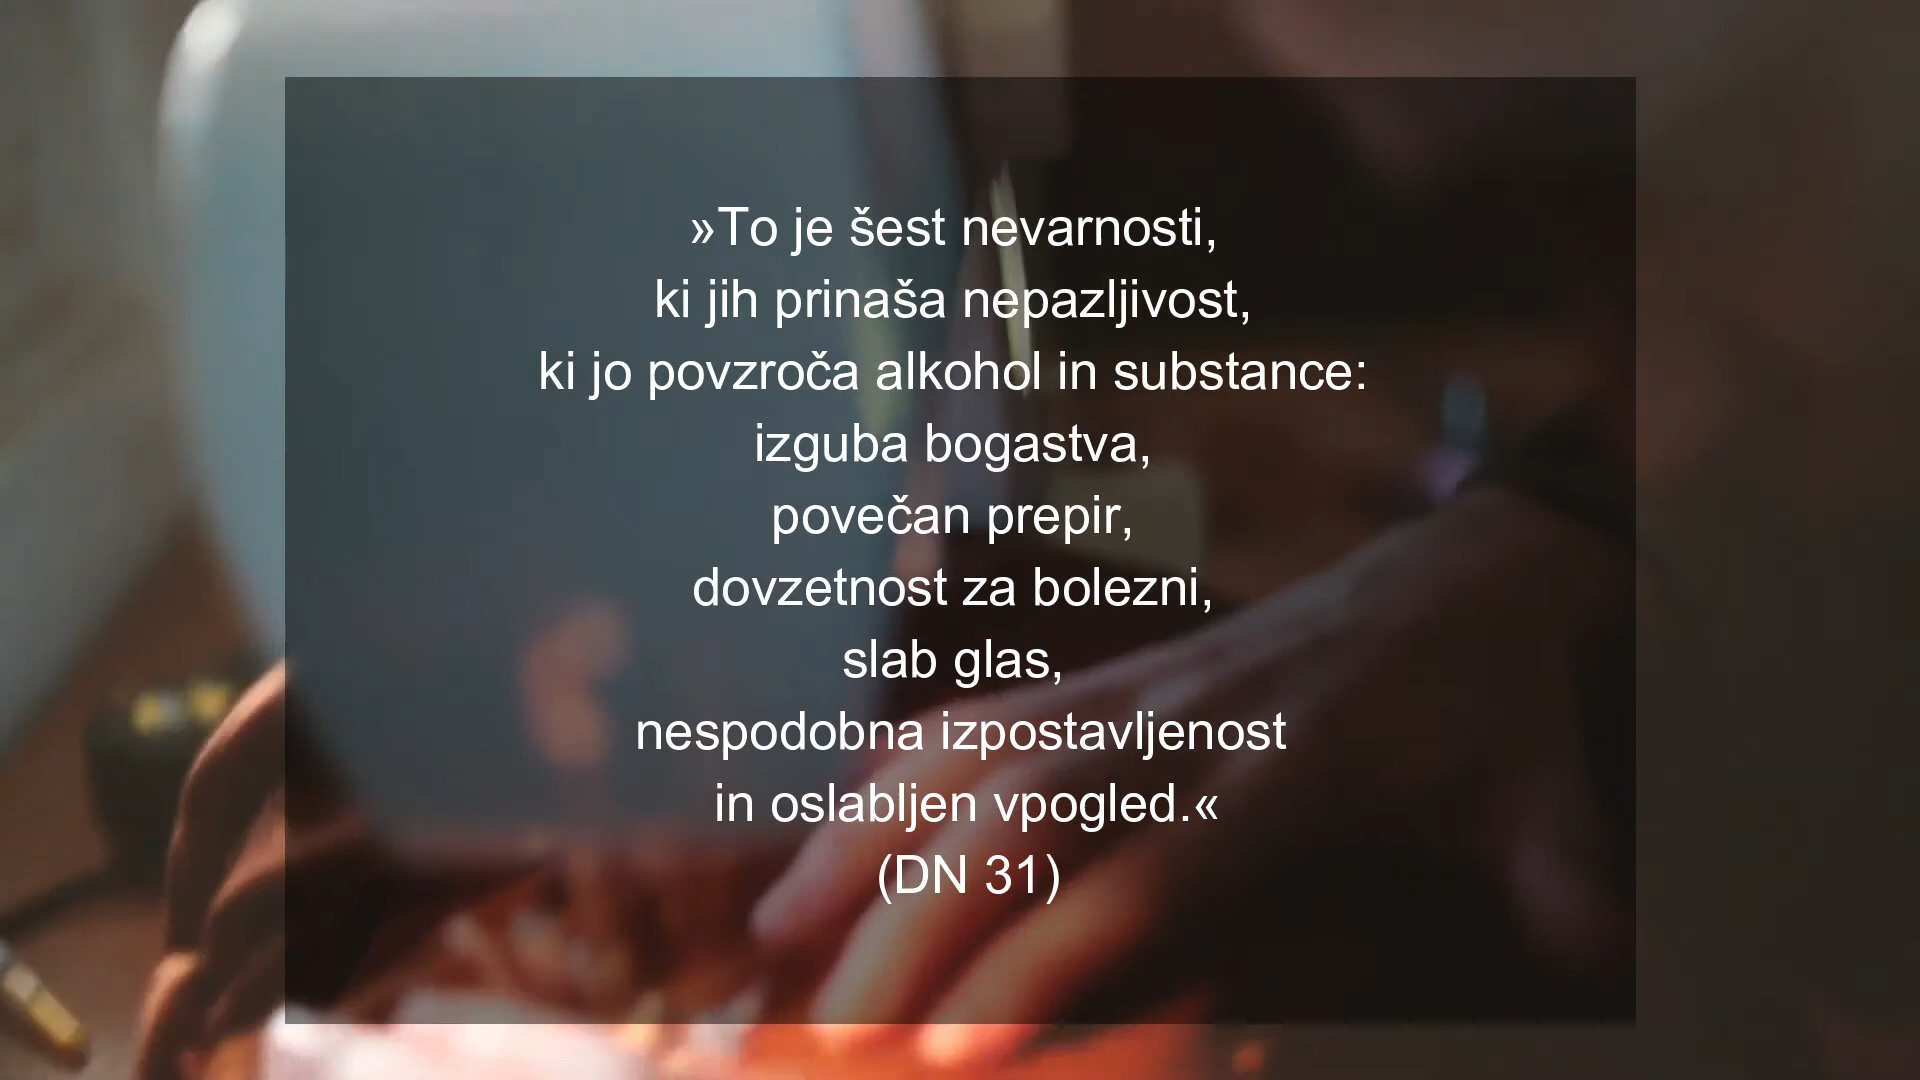 »To je šest nevarnosti,
ki jih prinaša nepazljivost,
ki jo povzroča alkohol in substance:
izguba bogastva,
povečan prepir,
dovzetnost za bolezni,
slab glas,
nespodobna izpostavljenost
in oslabljen vpogled.«
(DN 31)